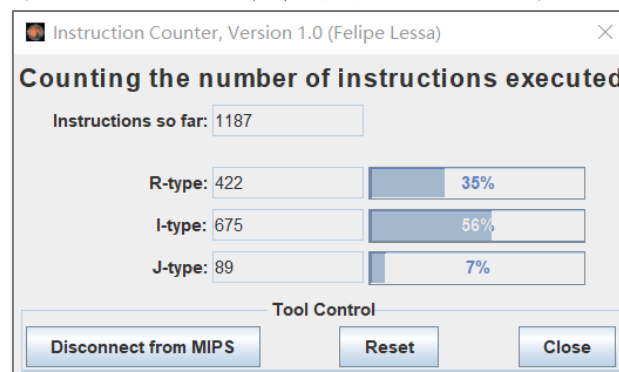 Instruction Counter, Version 1.0 (Felipe Lessa)
Counting the number of instructions executed
Instructions so far: 1187
R-type: 422 35%
I-type: 675 56%
J-type: 89 7%
Tool Control
Disconnect from MIPS Reset Close